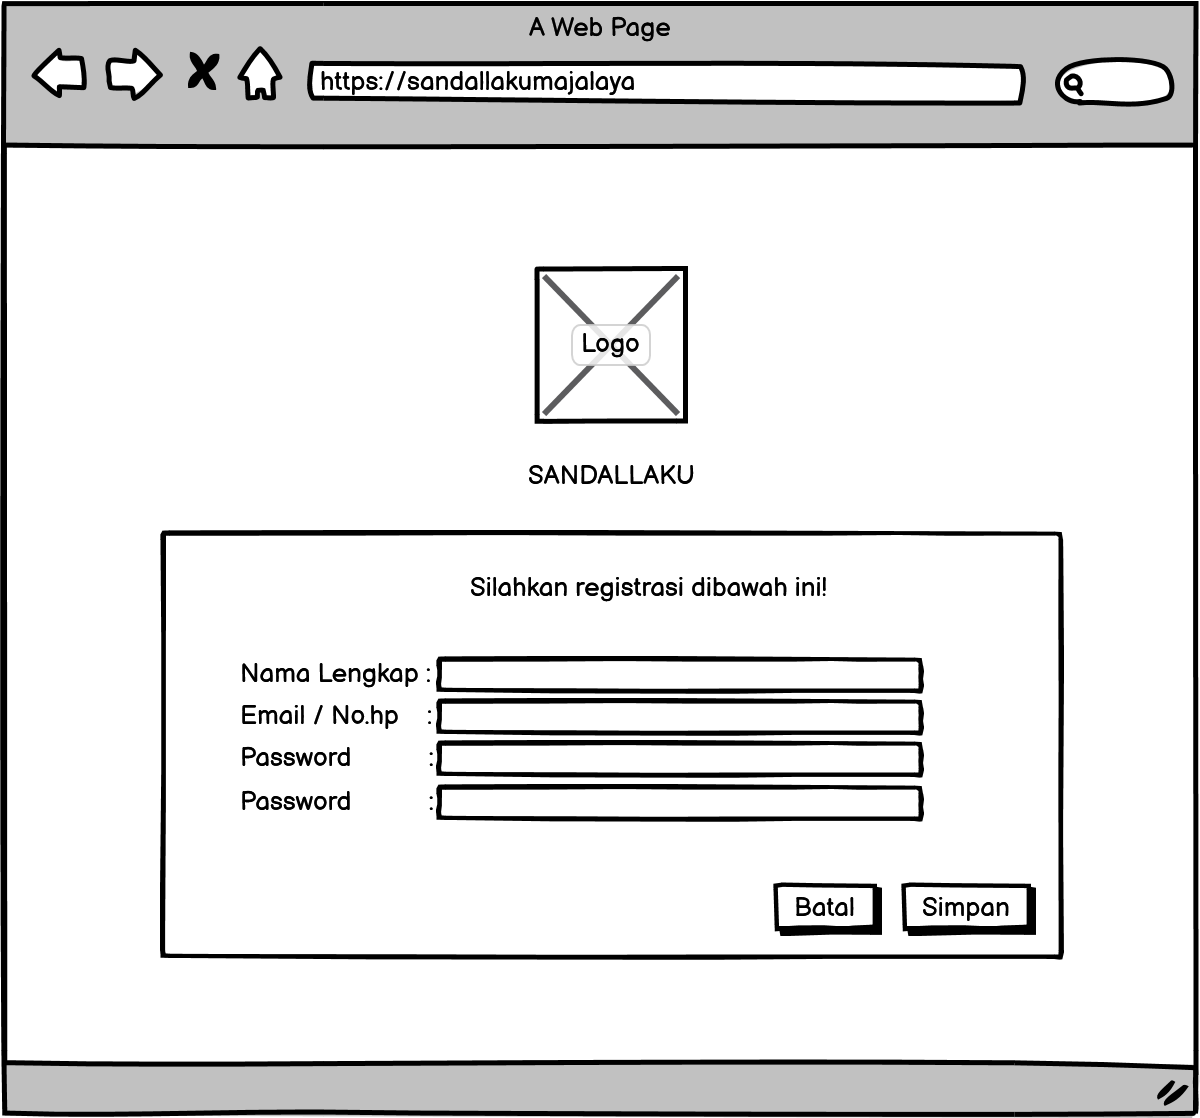 A Web Page
https://sandallakumajalaya
Logo
SANDALLAKU
Silahkan registrasi dibawah ini!
Nama Lengkap :
Email / No.hp :
Password :
Password :
Batal Simpan